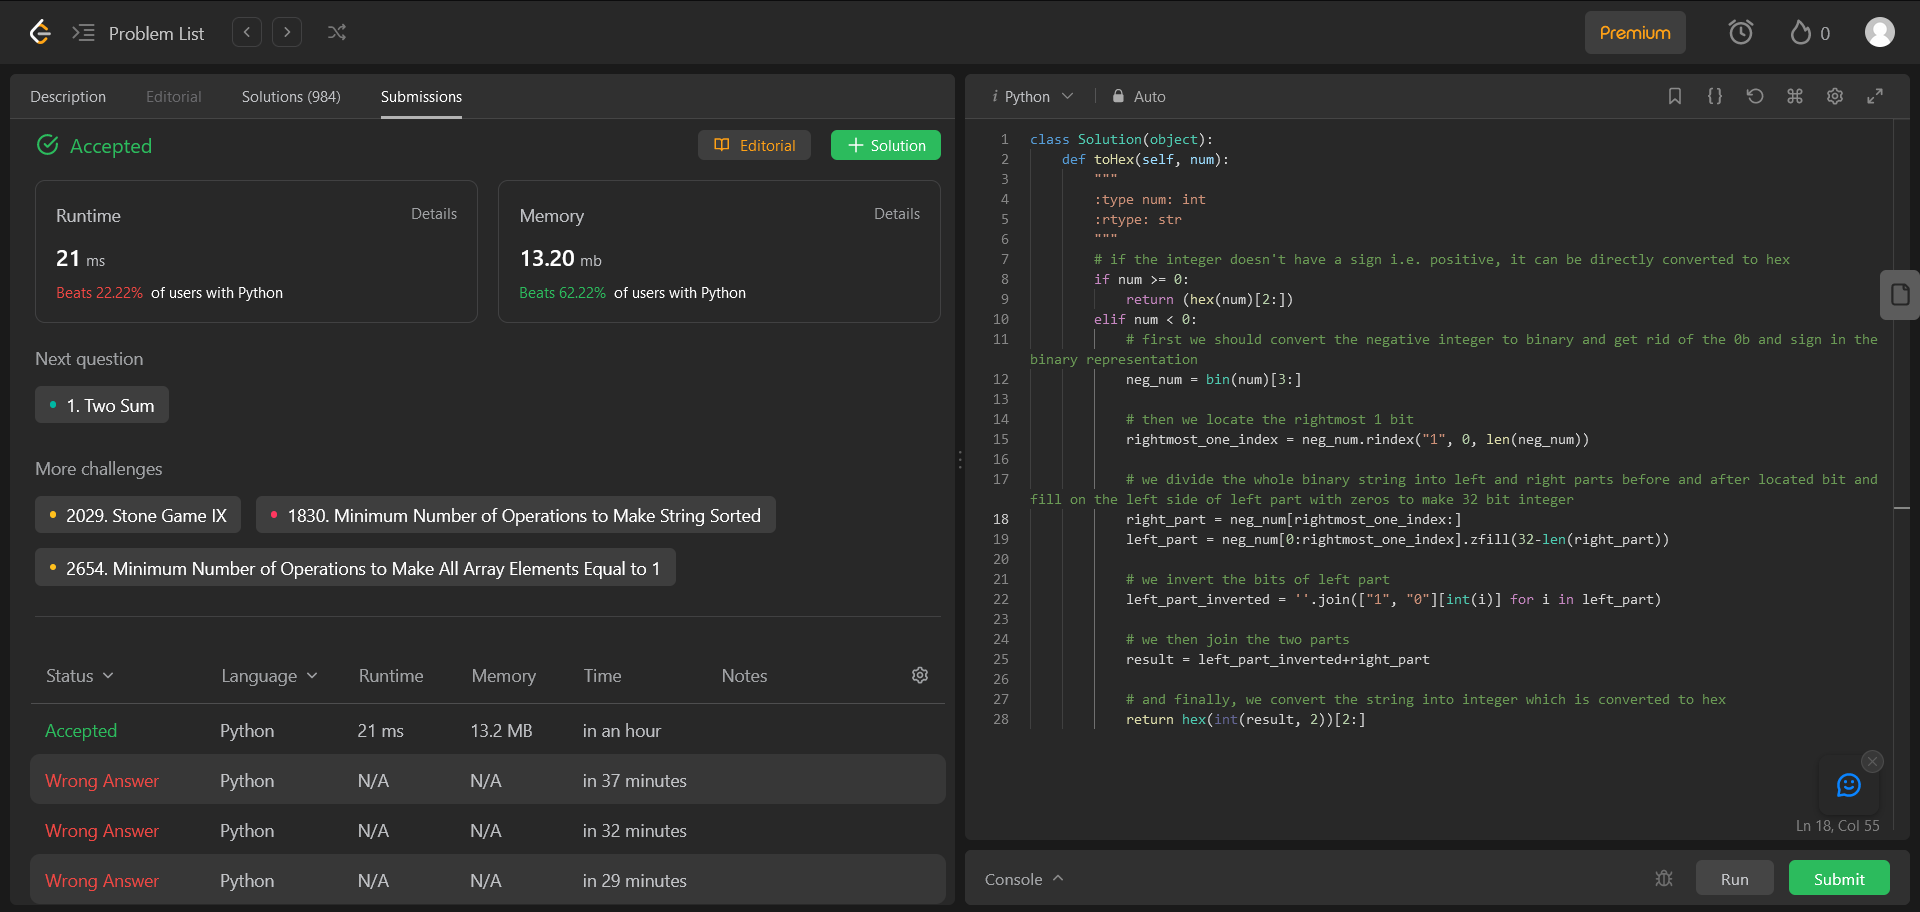 Problem List
Premium
0
Description Editorial Solutions (984) Submissions
Accepted
Editorial
Solution
Runtime Details
21 ms
Beats 22.22% of users with Python
Memory Details
13.20 mb
Beats 62.22% of users with Python
Next question
1. Two Sum
More challenges
2029. Stone Game IX
1830. Minimum Number of Operations to Make String Sorted
2654. Minimum Number of Operations to Make All Array Elements Equal to 1
Status Language Runtime Memory Time Notes
Accepted Python 21 ms 13.2 MB in an hour
Wrong Answer Python N/A N/A in 37 minutes
Wrong Answer Python N/A N/A in 32 minutes
Wrong Answer Python N/A N/A in 29 minutes
i Python Auto
1 class Solution(object):
2 def toHex(self, num):
3 """
4 :type num: int
5 :rtype: str
6 """
7 # if the integer doesn't have a sign i.e. positive, it can be directly converted to hex
8 if num >= 0:
9 return (hex(num)[2:])
10 elif num < 0:
11 # first we should convert the negative integer to binary and get rid of the 0b and sign in the
binary representation
12 neg_num = bin(num)[3:]
13
14 # then we locate the rightmost 1 bit
15 rightmost_one_index = neg_num.rindex("1", 0, len(neg_num))
16
17 # we divide the whole binary string into left and right parts before and after located bit and
fill on the left side of left part with zeros to make 32 bit integer
18 right_part = neg_num[rightmost_one_index:]
19 left_part = neg_num[0:rightmost_one_index].zfill(32-len(right_part))
20
21 # we invert the bits of left part
22 left_part_inverted = ''.join(["1", "0"][int(i)] for i in left_part)
23
24 # we then join the two parts
25 result = left_part_inverted+right_part
26
27 # and finally, we convert the string into integer which is converted to hex
28 return hex(int(result, 2))[2:]
Ln 18, Col 55
Console
Run
Submit